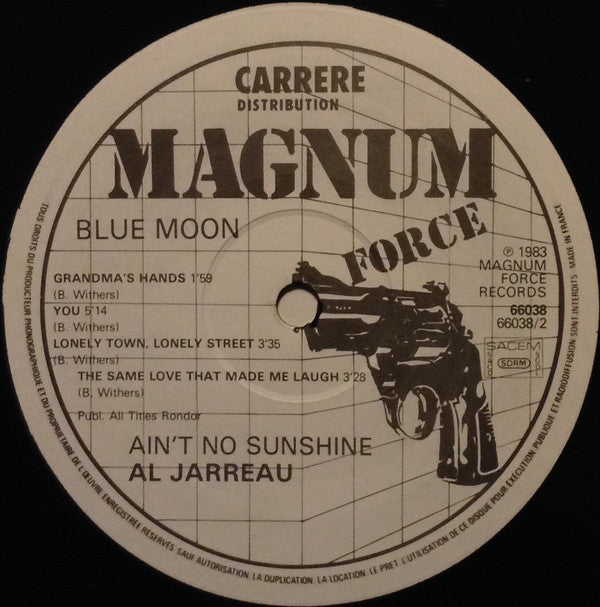 CARRERE
DISTRIBUTION
MAGNUM
FORCE
BLUE MOON
GRANDMA'S HANDS 1'59
(B. Withers)
YOU 5'14
(B. Withers)
LONELY TOWN, LONELY STREET 3'35
(B. Withers)
THE SAME LOVE THAT MADE ME LAUGH 3'28
(B. Withers)
Publ. All Titles Rondor
℗ 1983
MAGNUM
FORCE
RECORDS
66038
66038/2
SACEM
SDRM
AIN'T NO SUNSHINE
AL JARREAU
TOUS DROITS DU PRODUCTEUR PHONOGRAPHIQUE ET DU PROPRIETAIRE DE L'ŒUVRE ENREGISTREE RESERVES. SAUF AUTORISATION, LA DUPLICATION, LA LOCATION, LE PRET, L'UTILISATION DE CE DISQUE POUR EXECUTION PUBLIQUE ET RADIODIFFUSION SONT INTERDITS MADE IN FRANCE